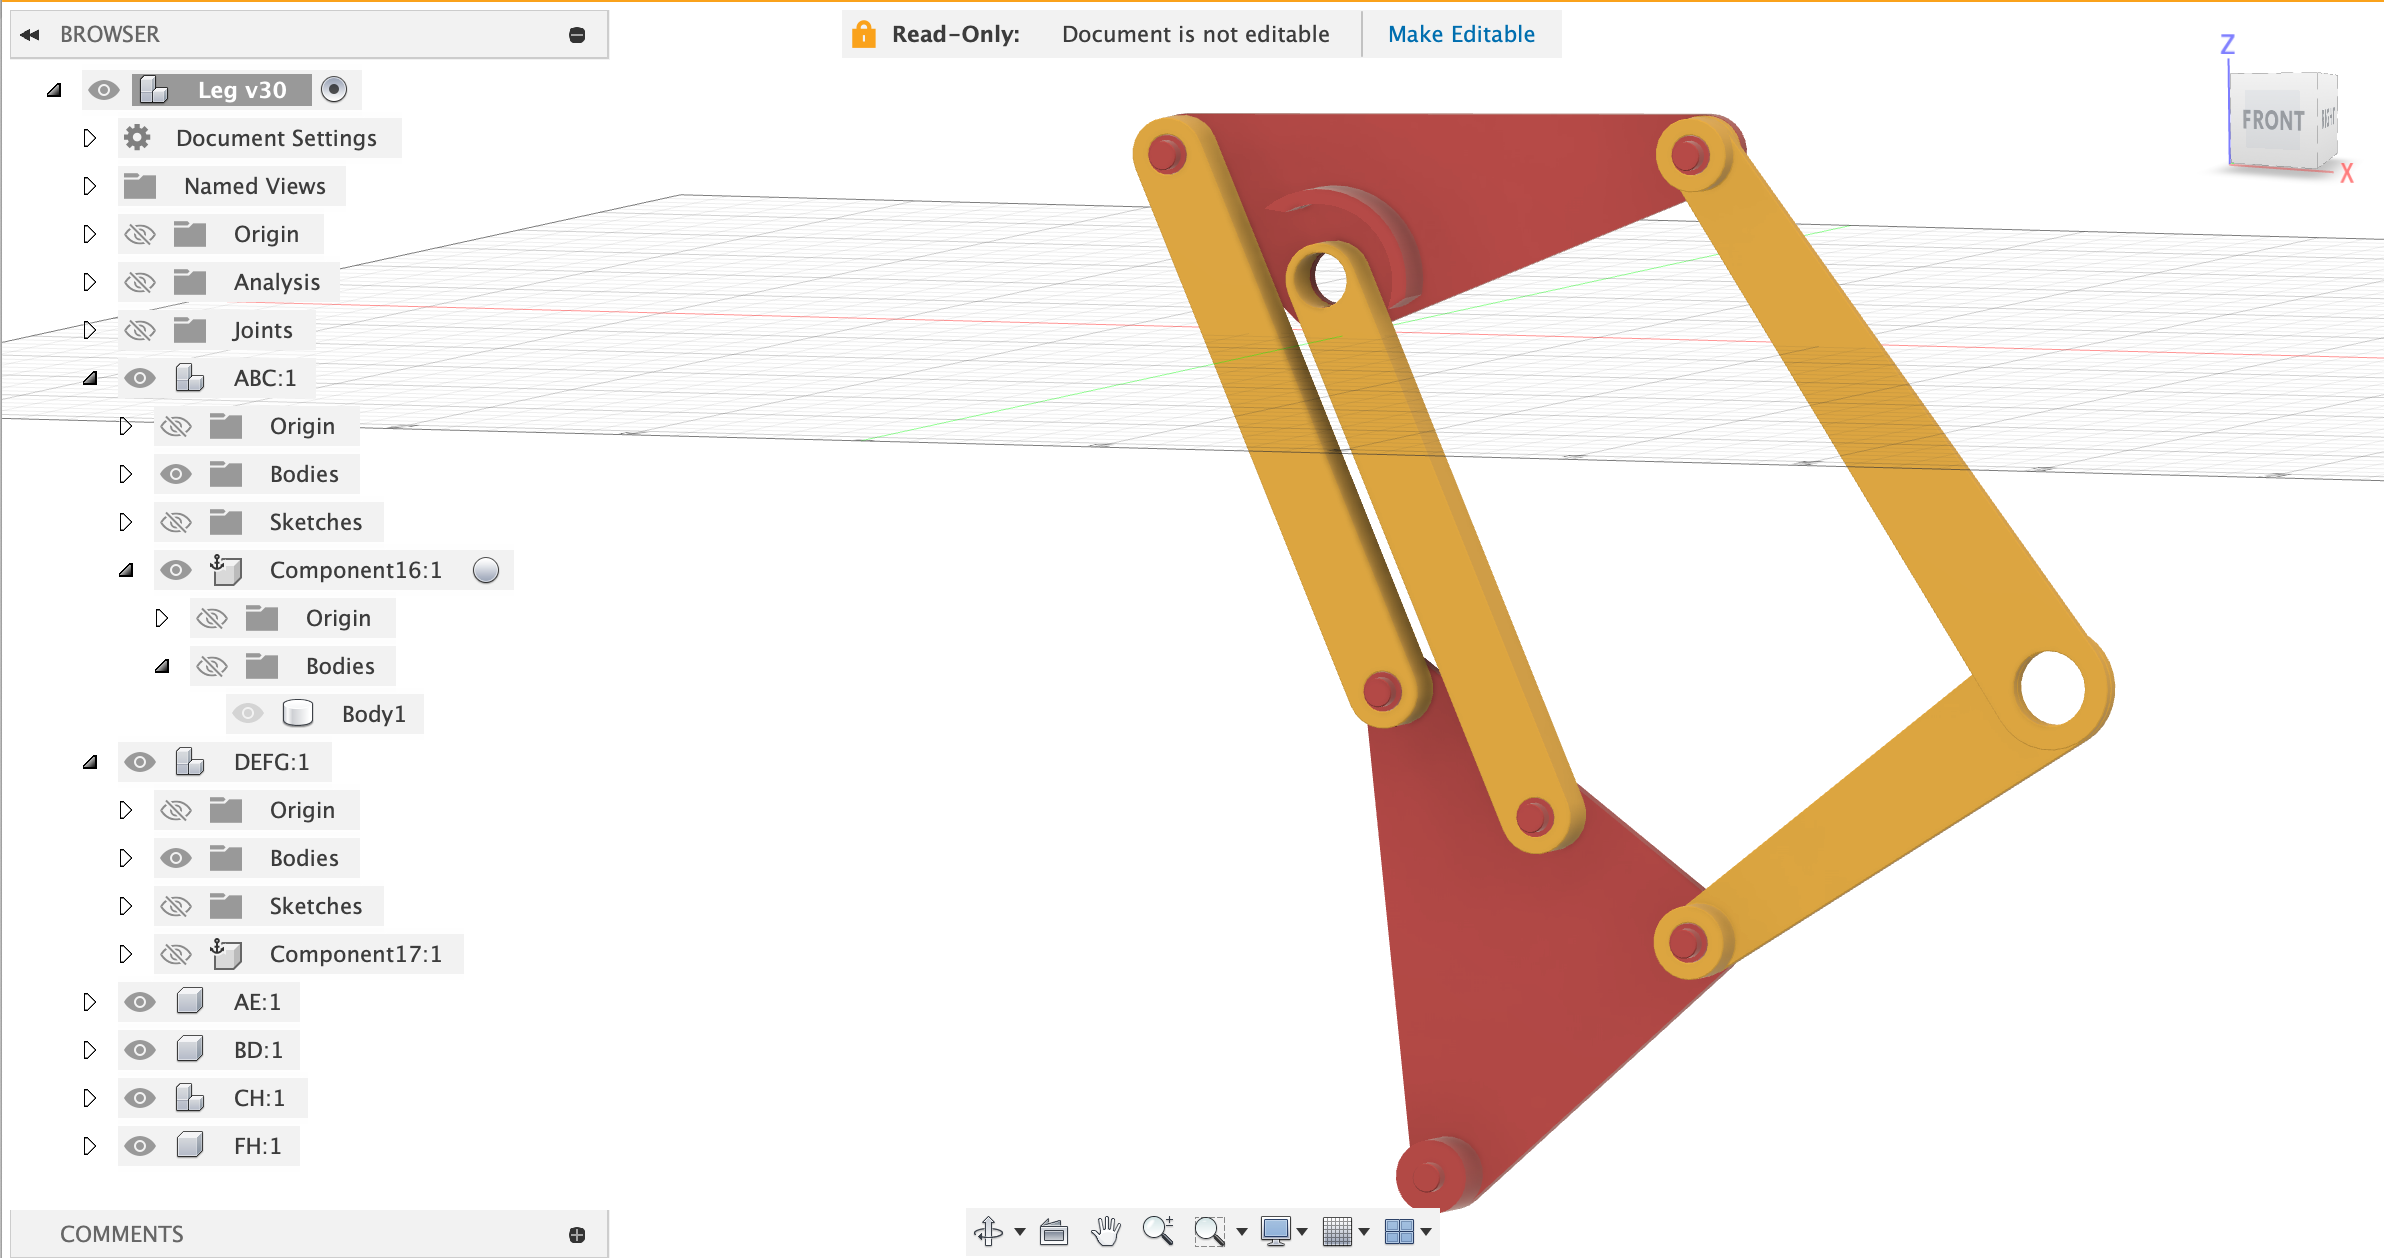 BROWSER
Read-Only: Document is not editable Make Editable
Z
FRONT
RIGHT
X
Leg v30
Document Settings
Named Views
Origin
Analysis
Joints
ABC:1
Origin
Bodies
Sketches
Component16:1
Origin
Bodies
Body1
DEFG:1
Origin
Bodies
Sketches
Component17:1
AE:1
BD:1
CH:1
FH:1
COMMENTS